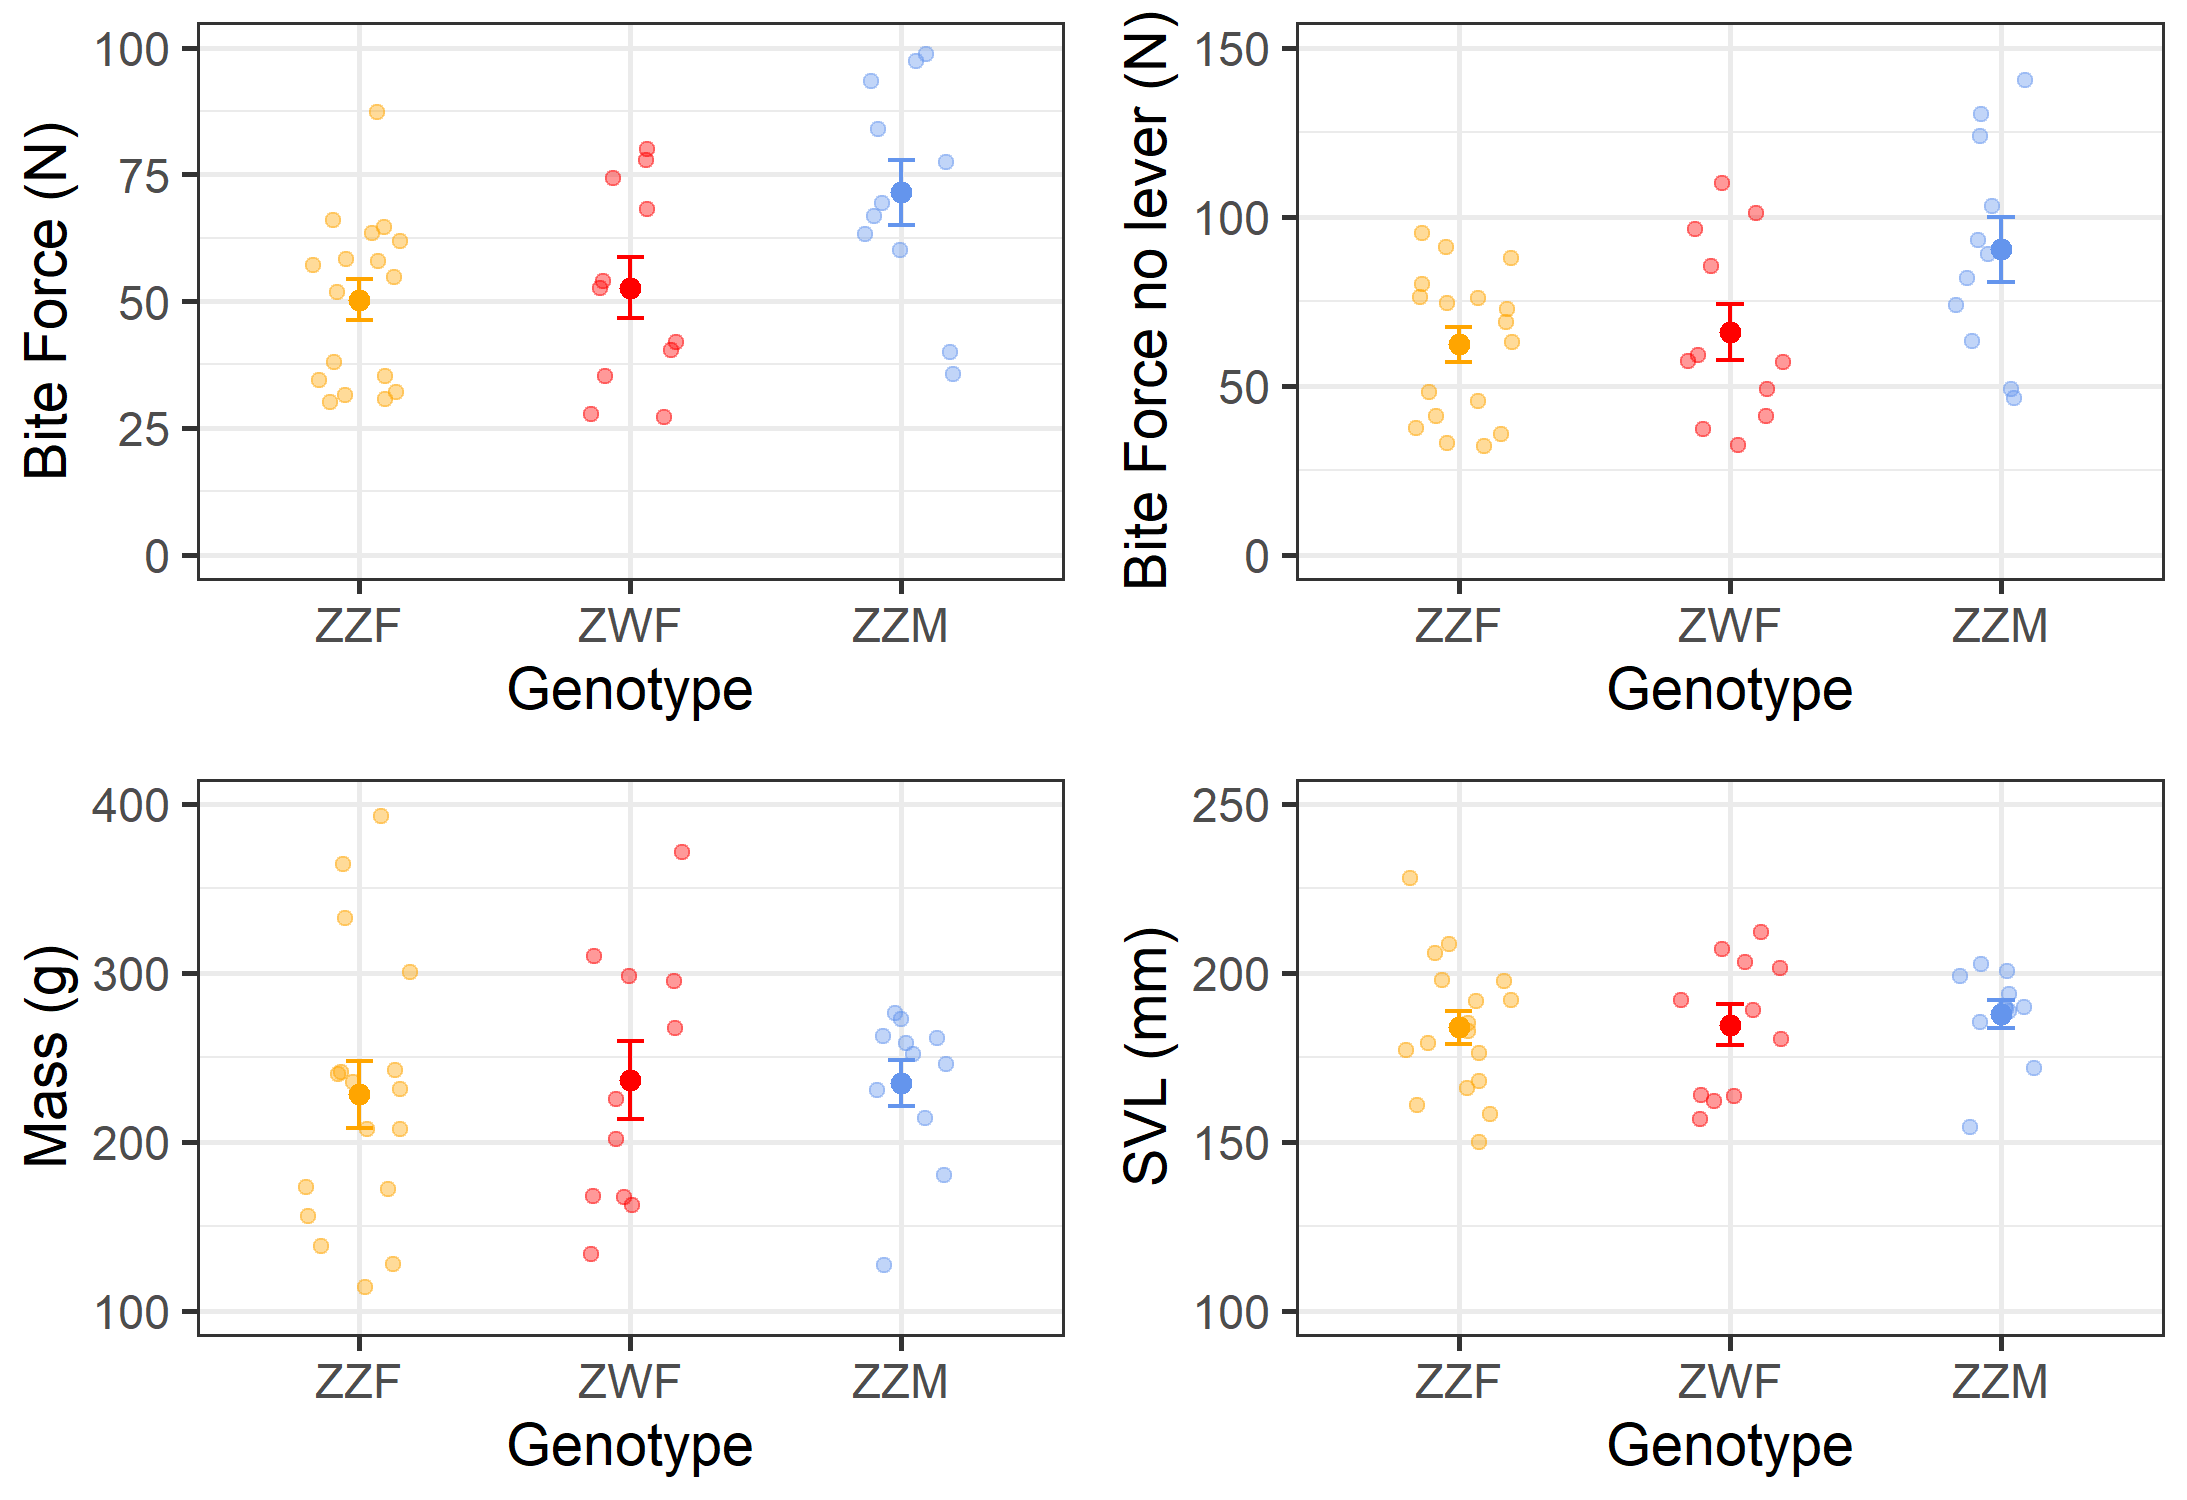 Bite Force (N)
100
75
50
25
0
ZZF ZWF ZZM
Genotype
Bite Force no lever (N)
150
100
50
0
ZZF ZWF ZZM
Genotype
Mass (g)
400
300
200
100
ZZF ZWF ZZM
Genotype
SVL (mm)
250
200
150
100
ZZF ZWF ZZM
Genotype